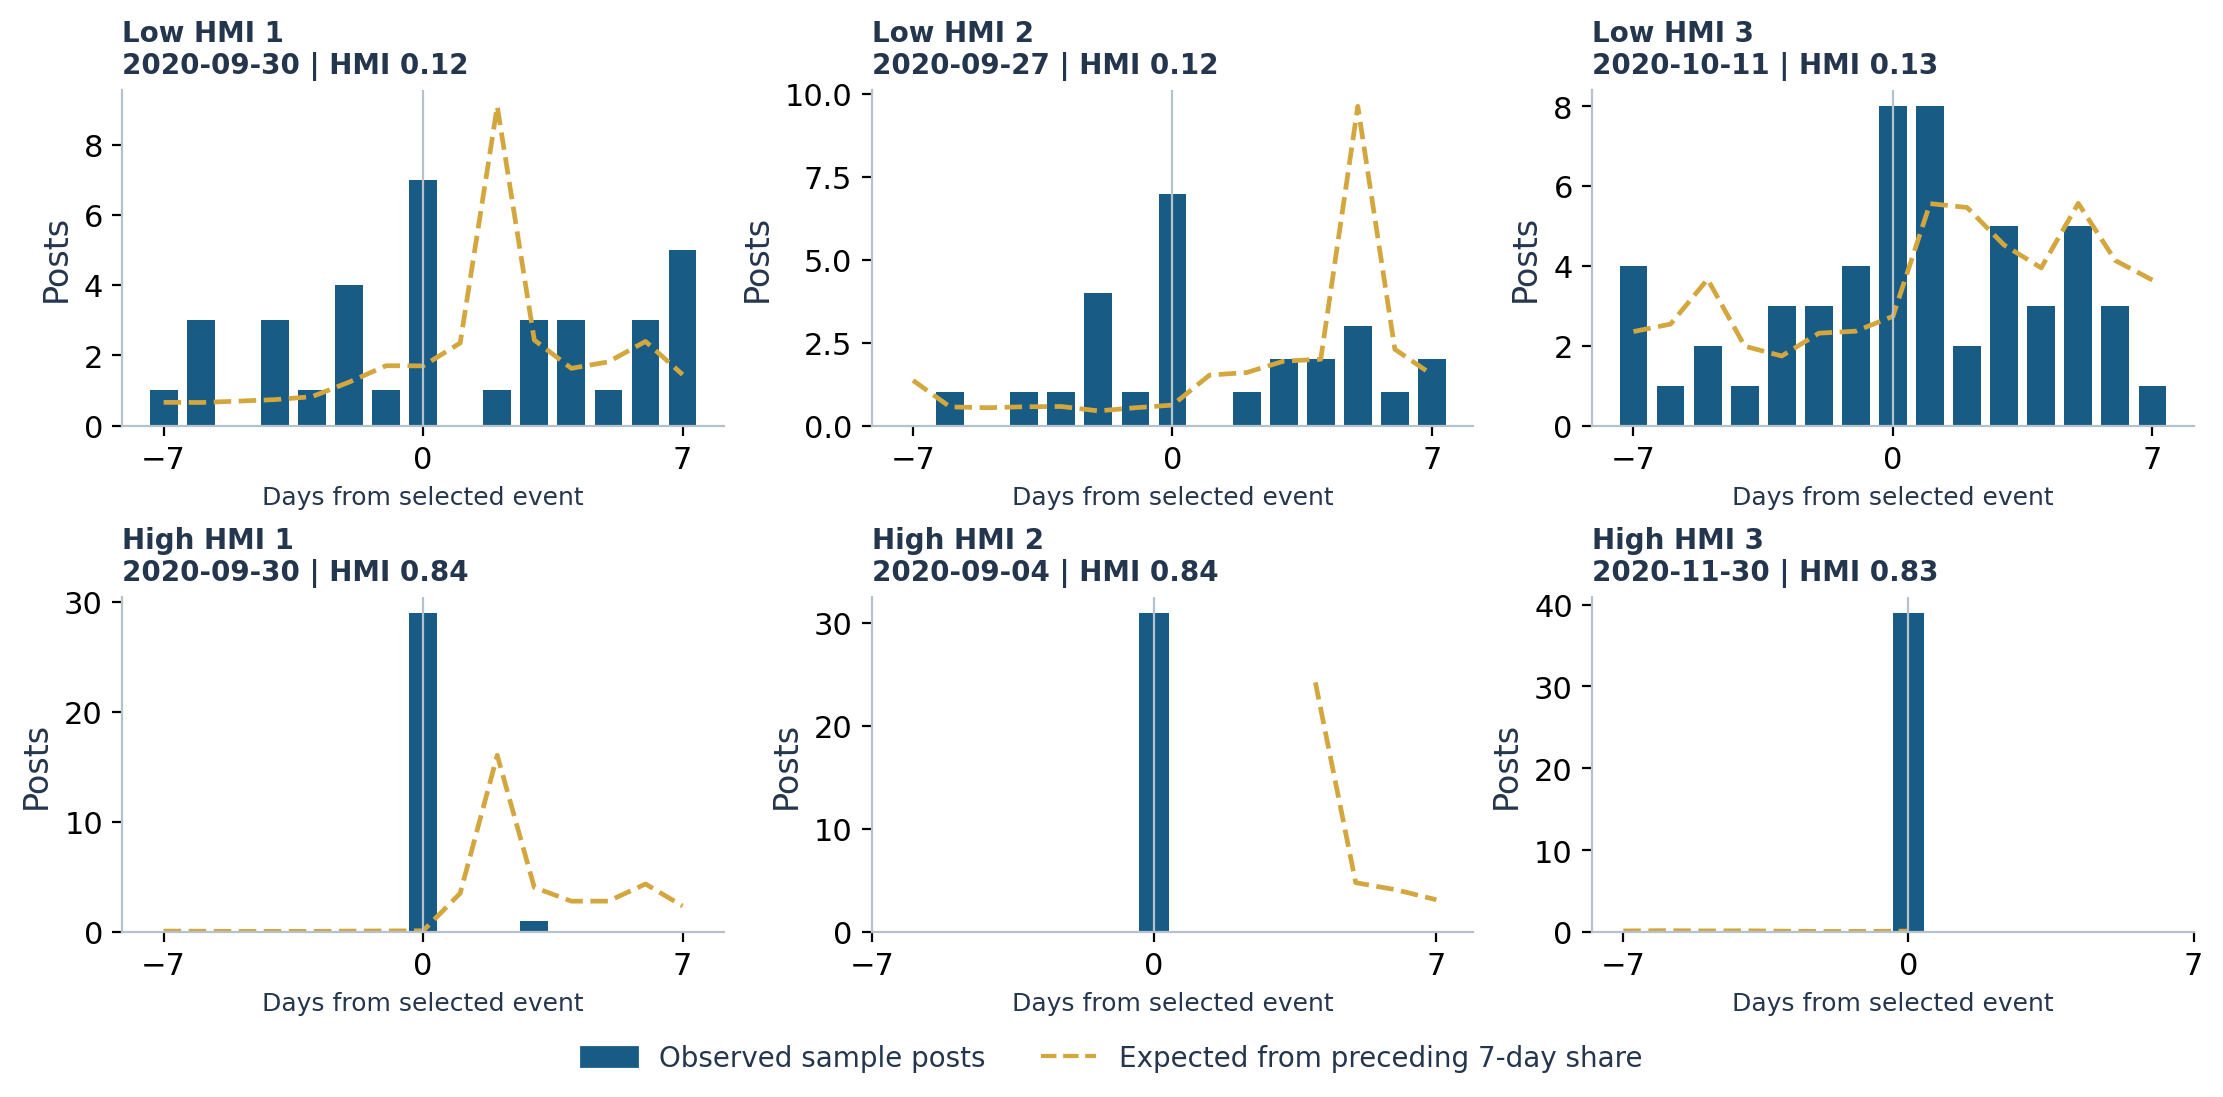 Low HMI 1
2020-09-30 | HMI 0.12
Low HMI 2
2020-09-27 | HMI 0.12
Low HMI 3
2020-10-11 | HMI 0.13
Posts
8
6
4
2
0
−7
0
7
Days from selected event
Posts
10.0
7.5
5.0
2.5
0.0
−7
0
7
Days from selected event
Posts
8
6
4
2
0
−7
0
7
Days from selected event
High HMI 1
2020-09-30 | HMI 0.84
High HMI 2
2020-09-04 | HMI 0.84
High HMI 3
2020-11-30 | HMI 0.83
Posts
30
20
10
0
−7
0
7
Days from selected event
Posts
30
20
10
0
−7
0
7
Days from selected event
Posts
40
30
20
10
0
−7
0
7
Days from selected event
Observed sample posts
Expected from preceding 7-day share